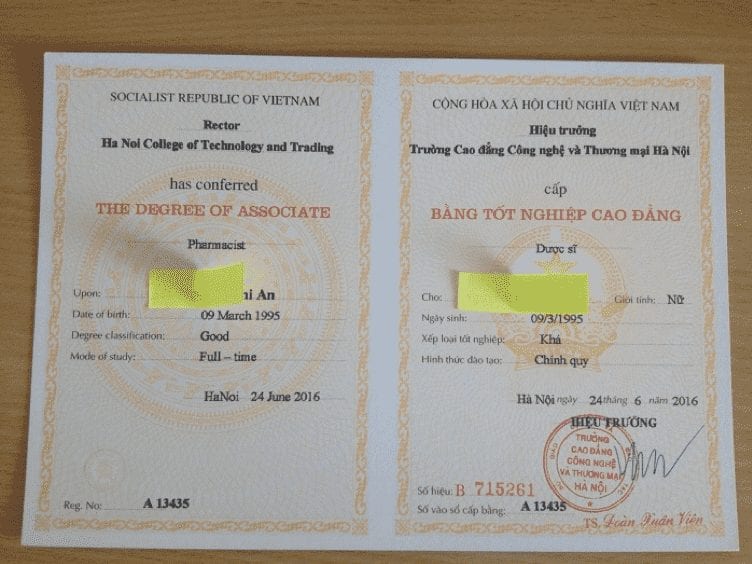 SOCIALIST REPUBLIC OF VIETNAM
Rector
Ha Noi College of Technology and Trading
has conferred
THE DEGREE OF ASSOCIATE
Pharmacist
Upon: hi An
Date of birth: 09 March 1995
Degree classification: Good
Mode of study: Full – time
HaNoi 24 June 2016
Reg. No: A 13435
CỘNG HÒA XÃ HỘI CHỦ NGHĨA VIỆT NAM
Hiệu trưởng
Trường Cao đẳng Công nghệ và Thương mại Hà Nội
cấp
BẰNG TỐT NGHIỆP CAO ĐẲNG
Dược sĩ
Cho: Giới tính: Nữ
Ngày sinh: 09/3/1995
Xếp loại tốt nghiệp: Khá
Hình thức đào tạo: Chính quy
Hà Nội ngày 24 tháng 6 năm 2016
HIỆU TRƯỞNG
TRƯỜNG
CAO ĐẲNG
CÔNG NGHỆ
VÀ THƯƠNG MẠI
HÀ NỘI
Số hiệu: B 715261
Số vào sổ cấp bằng: A 13435
TS. Đoàn Xuân Viên